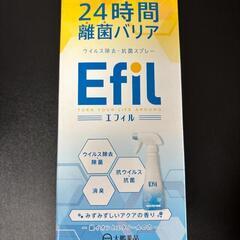 24時間
離菌バリア
ウイルス除去・抗菌スプレー
Efil
TURN YOUR LIFE AROUND
エフィル
ウイルス除去
除菌
抗ウイルス
抗菌
消臭
Efil
みずみずしいアクアの香り
大鵬薬品